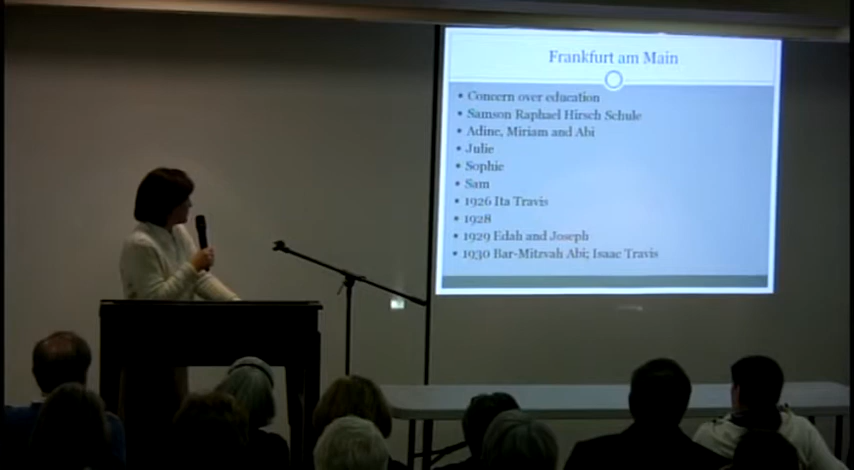 Frankfurt am Main
• Concern over education
• Samson Raphael Hirsch Schule
• Adine, Miriam and Abi
• Julie
• Sophie
• Sam
• 1926 Ita Travis
• 1928
• 1929 Edah and Joseph
• 1930 Bar-Mitzvah Abi; Isaac Travis